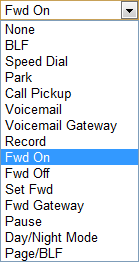 Fwd On
None
BLF
Speed Dial
Park
Call Pickup
Voicemail
Voicemail Gateway
Record
Fwd On
Fwd Off
Set Fwd
Fwd Gateway
Pause
Day/Night Mode
Page/BLF